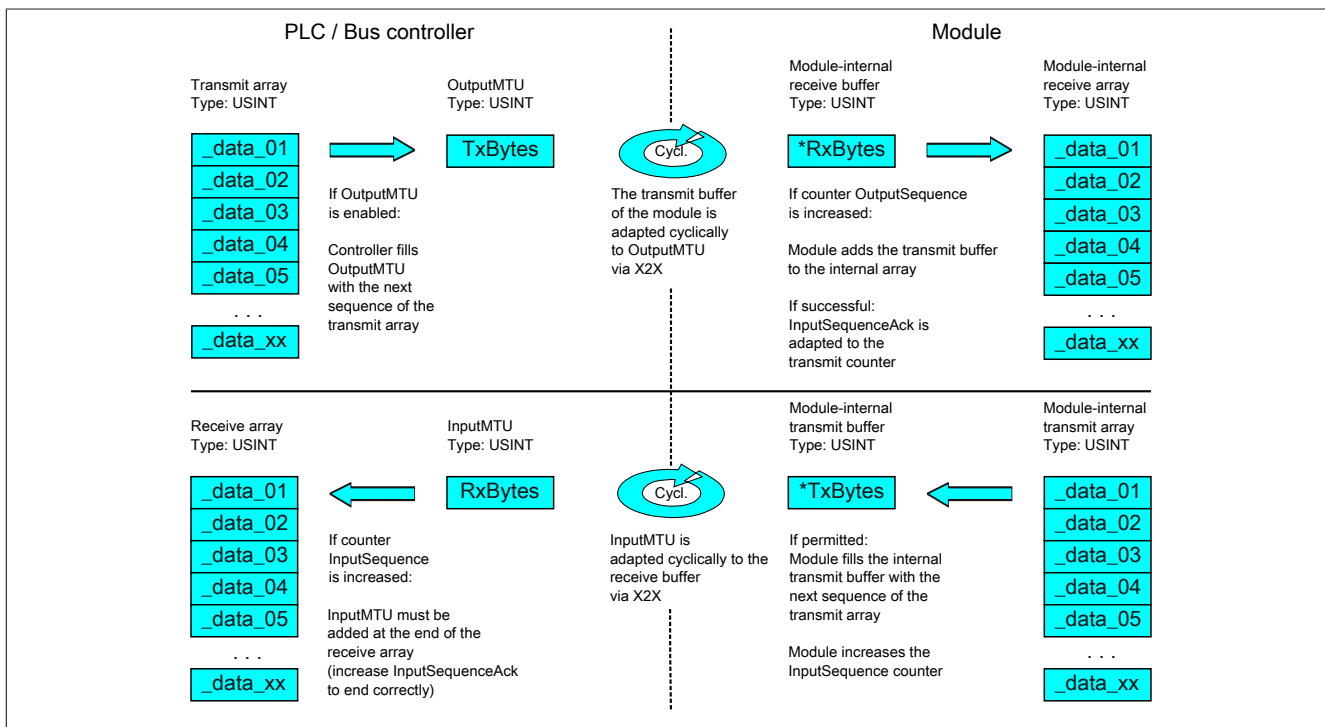 PLC / Bus controller
Module
Transmit array
Type: USINT
OutputMTU
Type: USINT
Module-internal
receive buffer
Type: USINT
Module-internal
receive array
Type: USINT
_data_01
_data_02
_data_03
_data_04
_data_05
. . .
_data_xx
If OutputMTU
is enabled:
Controller fills
OutputMTU
with the next
sequence of the
transmit array
TxBytes
Cycl.
The transmit buffer
of the module is
adapted cyclically
to OutputMTU
via X2X
*RxBytes
If counter OutputSequence
is increased:
Module adds the transmit buffer
to the internal array
If successful:
InputSequenceAck is
adapted to the
transmit counter
_data_01
_data_02
_data_03
_data_04
_data_05
. . .
_data_xx
Receive array
Type: USINT
InputMTU
Type: USINT
Module-internal
transmit buffer
Type: USINT
Module-internal
transmit array
Type: USINT
_data_01
_data_02
_data_03
_data_04
_data_05
. . .
_data_xx
If counter
InputSequence
is increased:
InputMTU must be
added at the end of the
receive array
(increase InputSequenceAck
to end correctly)
RxBytes
Cycl.
InputMTU is
adapted cyclically to the
receive buffer
via X2X
*TxBytes
If permitted:
Module fills the internal
transmit buffer with the
next sequence of the
transmit array
Module increases the
InputSequence counter
_data_01
_data_02
_data_03
_data_04
_data_05
. . .
_data_xx